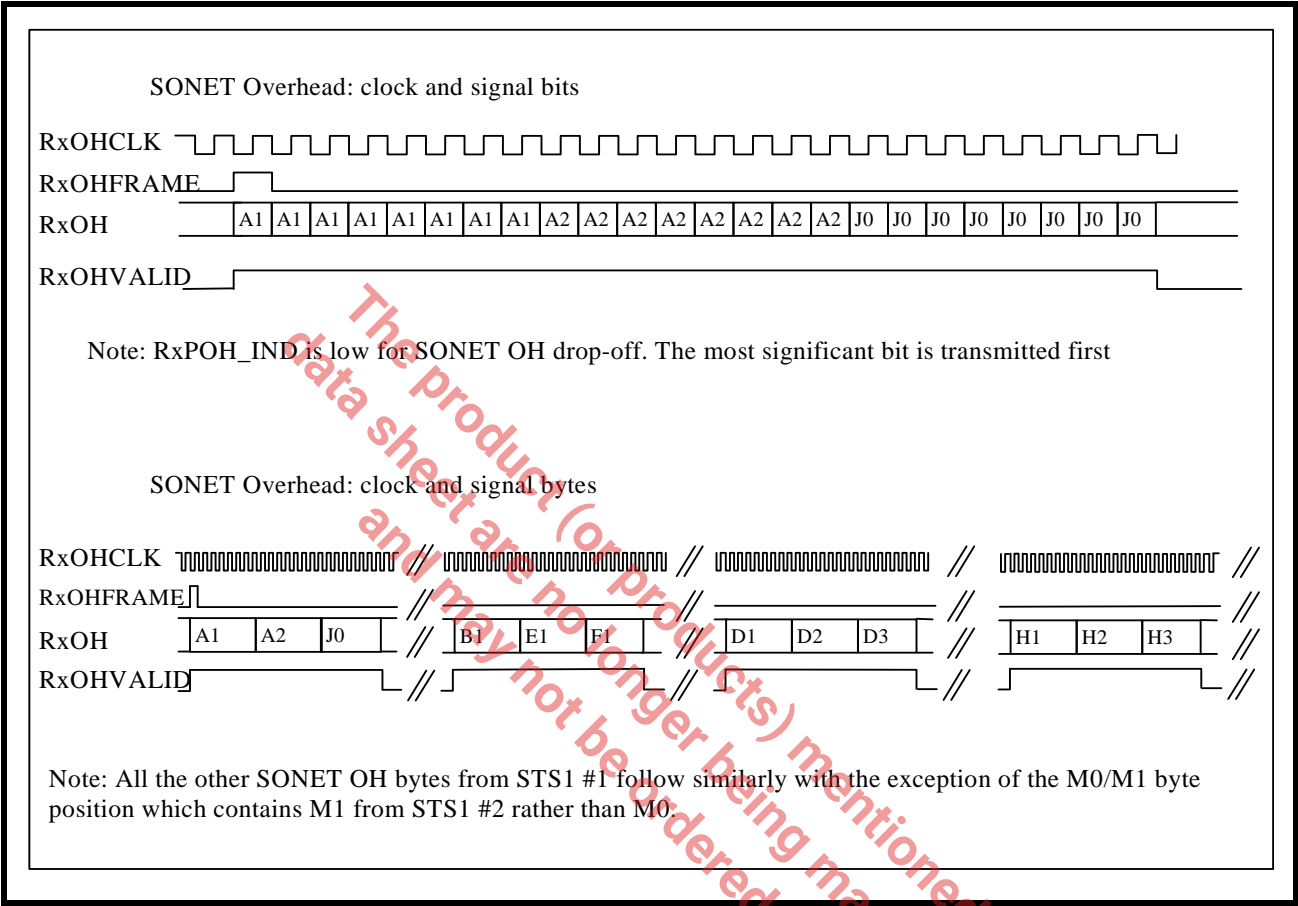 SONET Overhead: clock and signal bits
RxOHCLK
RxOHFRAME
RxOH A1 A1 A1 A1 A1 A1 A1 A1 A2 A2 A2 A2 A2 A2 A2 A2 J0 J0 J0 J0 J0 J0 J0 J0
RxOHVALID
Note: RxPOH_IND is low for SONET OH drop-off. The most significant bit is transmitted first
SONET Overhead: clock and signal bytes
RxOHCLK // // // //
RxOHFRAME // // // //
RxOH A1 A2 J0 // B1 E1 F1 // D1 D2 D3 // H1 H2 H3 //
RxOHVALID // // // //
Note: All the other SONET OH bytes from STS1 #1 follow similarly with the exception of the M0/M1 byte
position which contains M1 from STS1 #2 rather than M0.
The product (or products) mentioned
data sheet are no longer being ma
and may not be ordered